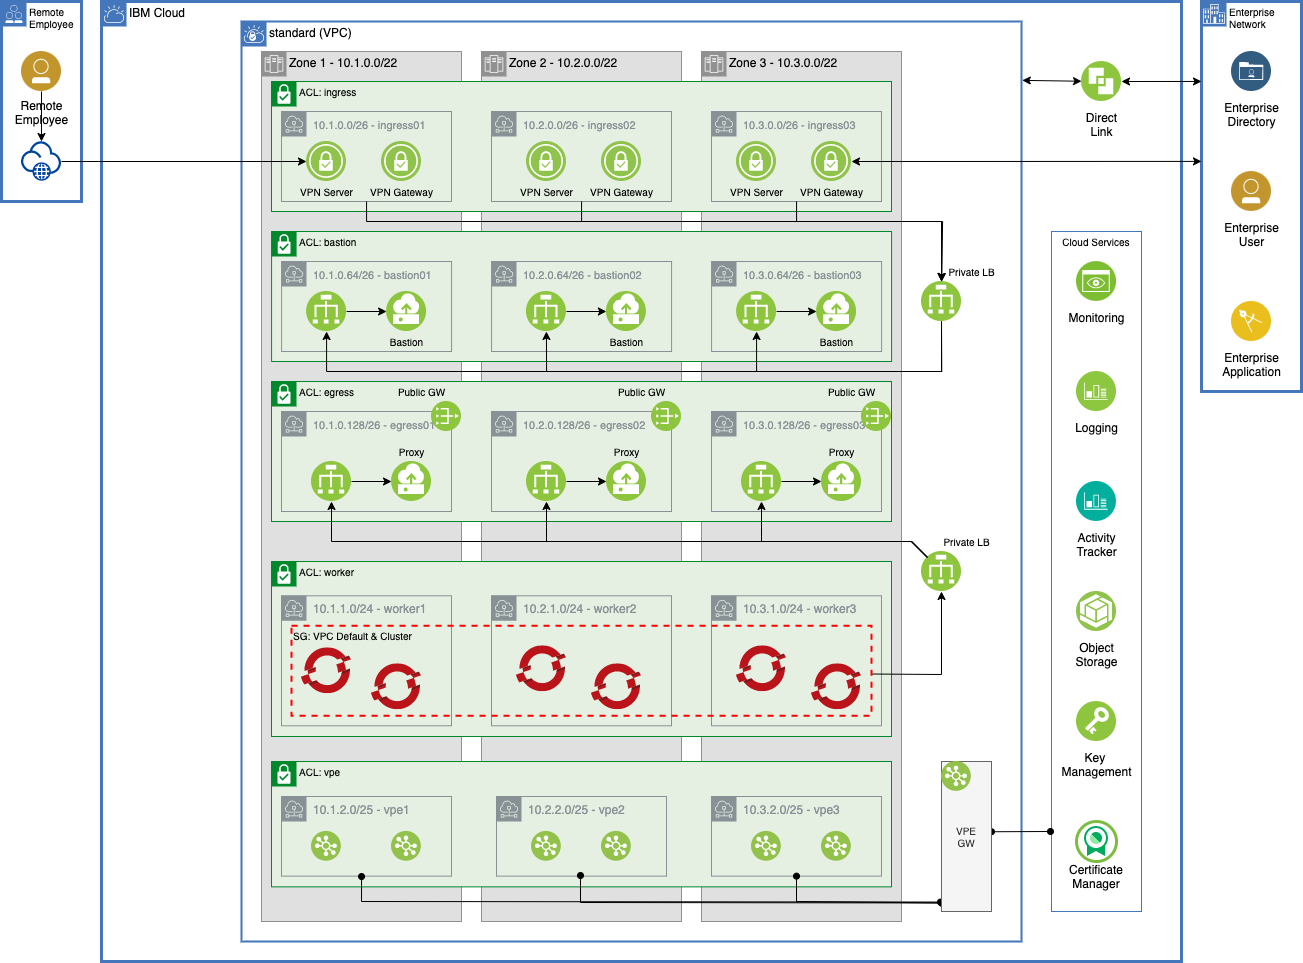 Remote
Employee
Remote
Employee
IBM Cloud
standard (VPC)
Zone 1 - 10.1.0.0/22
Zone 2 - 10.2.0.0/22
Zone 3 - 10.3.0.0/22
ACL: ingress
10.1.0.0/26 - ingress01
10.2.0.0/26 - ingress02
10.3.0.0/26 - ingress03
VPN Server
VPN Gateway
VPN Server
VPN Gateway
VPN Server
VPN Gateway
ACL: bastion
10.1.0.64/26 - bastion01
10.2.0.64/26 - bastion02
10.3.0.64/26 - bastion03
Bastion
Bastion
Bastion
Private LB
ACL: egress
Public GW
Public GW
Public GW
10.1.0.128/26 - egress01
10.2.0.128/26 - egress02
10.3.0.128/26 - egress03
Proxy
Proxy
Proxy
Private LB
ACL: worker
10.1.1.0/24 - worker1
10.2.1.0/24 - worker2
10.3.1.0/24 - worker3
SG: VPC Default & Cluster
ACL: vpe
10.1.2.0/25 - vpe1
10.2.2.0/25 - vpe2
10.3.2.0/25 - vpe3
VPE
GW
Direct
Link
Cloud Services
Monitoring
Logging
Activity
Tracker
Object
Storage
Key
Management
Certificate
Manager
Enterprise
Network
Enterprise
Directory
Enterprise
User
Enterprise
Application